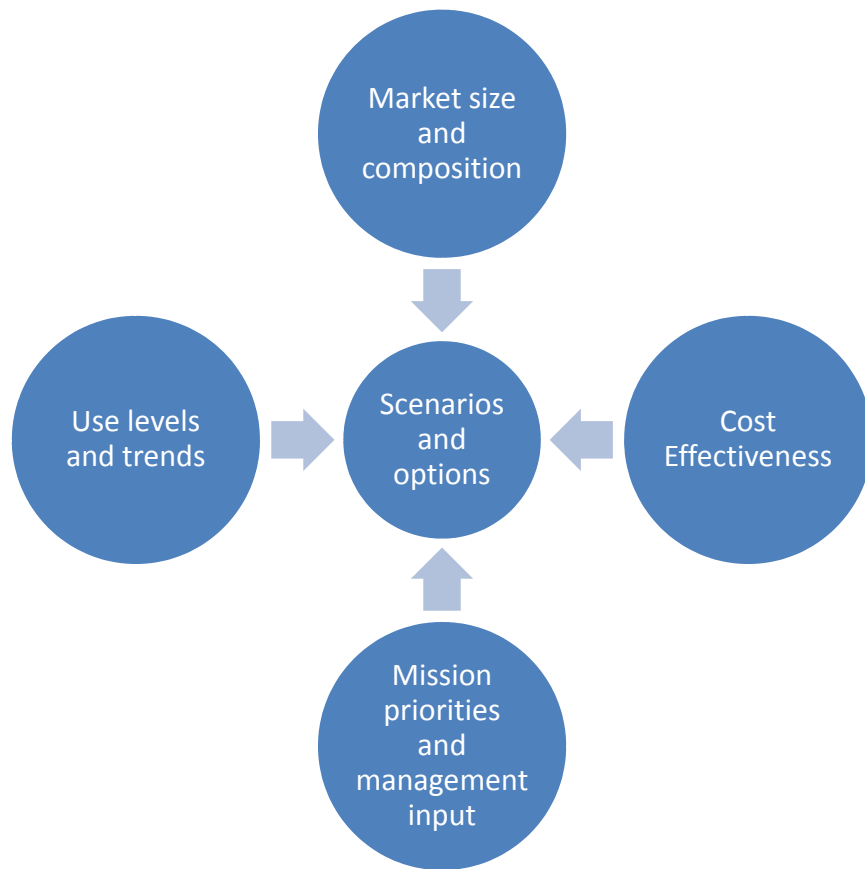 Market size
and
composition
Use levels
and trends
Scenarios
and
options
Cost
Effectiveness
Mission
priorities
and
management
input